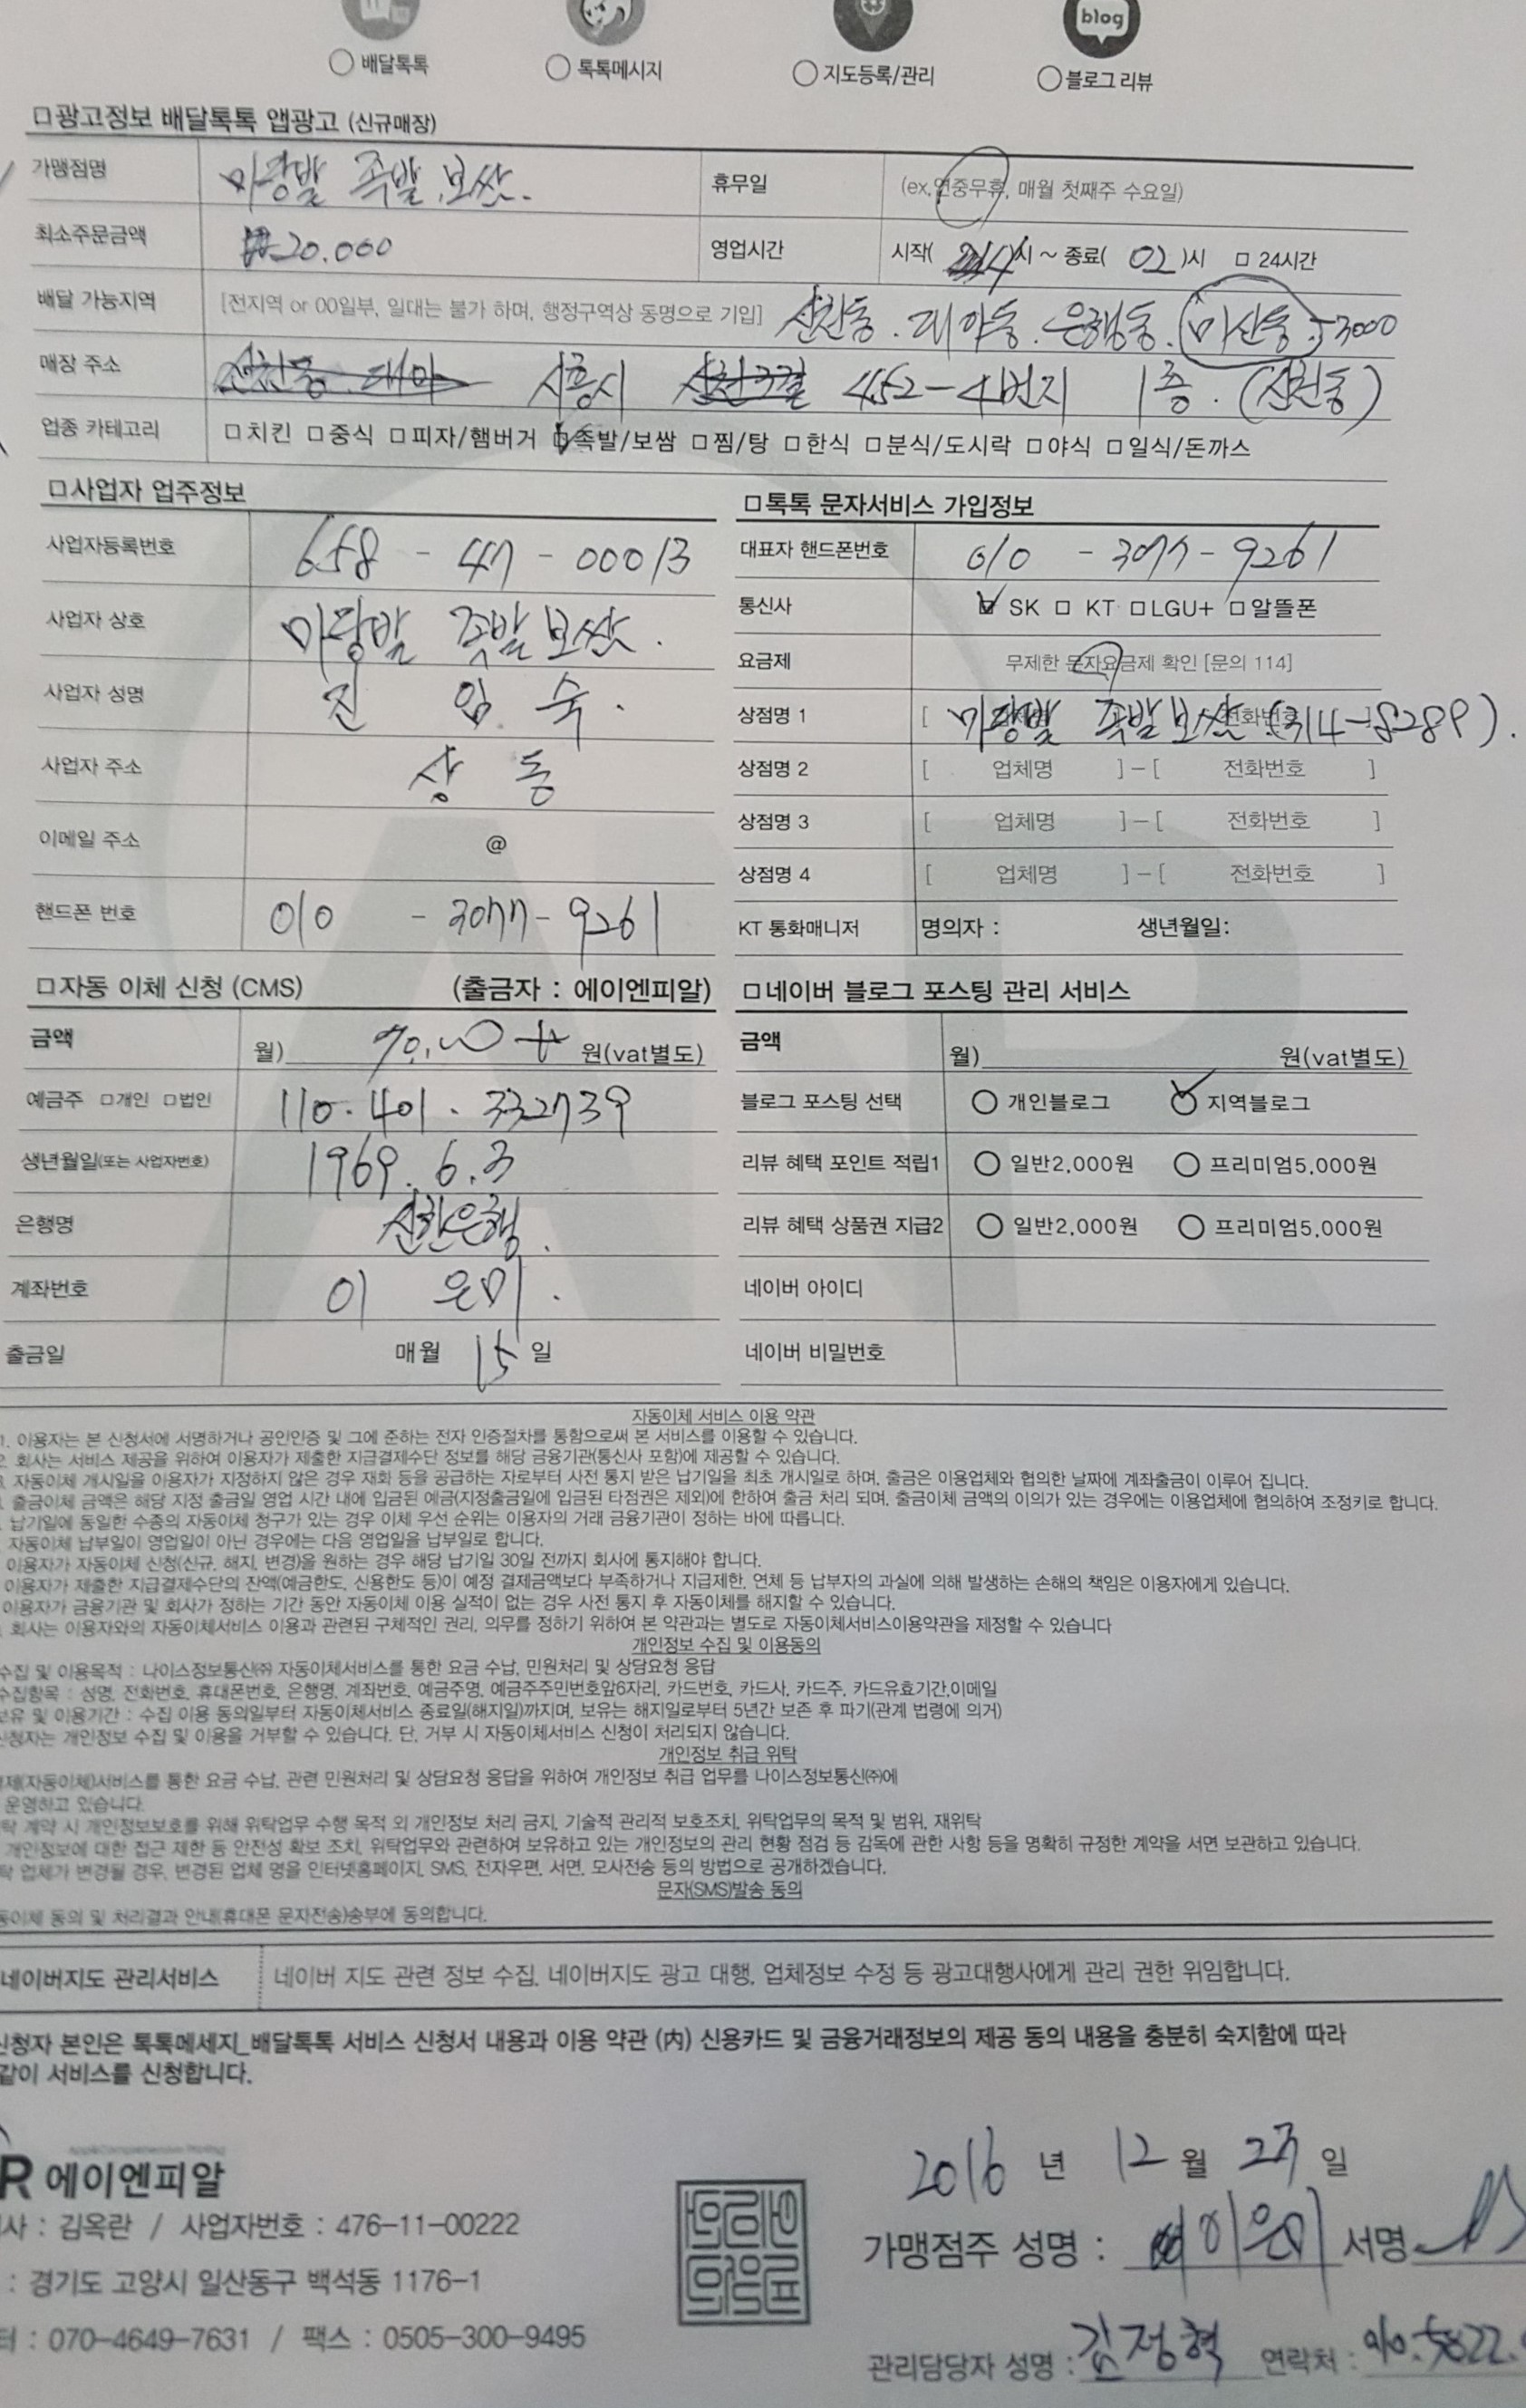 blog
○ 배달톡톡 ○ 톡톡메시지 ○ 지도등록/관리 ○ 블로그 리뷰
□광고정보 배달톡톡 앱광고 (신규매장)
가맹점명 마당발 족발.보쌈. 휴무일 (ex,연중무휴, 매월 첫째주 수요일)
최소주문금액 ₩20.000 영업시간 시작( )시 ~ 종료( 02 )시 □ 24시간
배달 가능지역 [전지역 or 00일부, 일대는 불가 하며, 행정구역상 동명으로 기입] 신천동. 대야동. 은행동. 마산동. 3000
매장 주소 시흥시 452-4번지 1층. (신천동)
업종 카테고리 □치킨 □중식 □피자/햄버거 ☑족발/보쌈 □찜/탕 □한식 □분식/도시락 □야식 □일식/돈까스
□사업자 업주정보
사업자등록번호 658 - 47 - 00013
사업자 상호 마당발 족발보쌈.
사업자 성명 진 임 숙.
사업자 주소 상 동
이메일 주소 @
핸드폰 번호 010 - 3077 - 9261
□톡톡 문자서비스 가입정보
대표자 핸드폰번호 010 - 3077 - 9261
통신사 ☑ SK □ KT □LGU+ □알뜰폰
요금제 무제한 문자요금제 확인 [문의 114]
상점명 1 [ 마당발 족발보쌈 (314-8289).
상점명 2 [ 업체명 ]-[ 전화번호 ]
상점명 3 [ 업체명 ]-[ 전화번호 ]
상점명 4 [ 업체명 ]-[ 전화번호 ]
KT 통화매니저 명의자 : 생년월일:
□자동 이체 신청 (CMS) (출금자 : 에이엔피알)
금액 월) 원(vat별도)
예금주 □개인 □법인 110.401.332739
생년월일(또는 사업자번호) 1969.6.3
은행명 신한은행.
계좌번호 이 은미.
출금일 매월 15 일
□네이버 블로그 포스팅 관리 서비스
금액 월) 원(vat별도)
블로그 포스팅 선택 ○ 개인블로그 ☑ 지역블로그
리뷰 혜택 포인트 적립1 ○ 일반2,000원 ○ 프리미엄5,000원
리뷰 혜택 상품권 지급2 ○ 일반2,000원 ○ 프리미엄5,000원
네이버 아이디
네이버 비밀번호
자동이체 서비스 이용 약관
1. 이용자는 본 신청서에 서명하거나 공인인증 및 그에 준하는 전자 인증절차를 통함으로써 본 서비스를 이용할 수 있습니다.
2. 회사는 서비스 제공을 위하여 이용자가 제출한 지급결제수단 정보를 해당 금융기관(통신사 포함)에 제공할 수 있습니다.
자동이체 개시일을 이용자가 지정하지 않은 경우 재화 등을 공급하는 자로부터 사전 통지 받은 납기일을 최초 개시일로 하며, 출금은 이용업체와 협의한 날짜에 계좌출금이 이루어 집니다.
출금이체 금액은 해당 지정 출금일 영업 시간 내에 입금된 예금(지정출금일에 입금된 타점권은 제외)에 한하여 출금 처리 되며, 출금이체 금액의 이의가 있는 경우에는 이용업체에 협의하여 조정키로 합니다.
납기일에 동일한 수종의 자동이체 청구가 있는 경우 이체 우선 순위는 이용자의 거래 금융기관이 정하는 바에 따릅니다.
자동이체 납부일이 영업일이 아닌 경우에는 다음 영업일을 납부일로 합니다.
이용자가 자동이체 신청(신규, 해지, 변경)을 원하는 경우 해당 납기일 30일 전까지 회사에 통지해야 합니다.
이용자가 제출한 지급결제수단의 잔액(예금한도, 신용한도 등)이 예정 결제금액보다 부족하거나 지급제한, 연체 등 납부자의 과실에 의해 발생하는 손해의 책임은 이용자에게 있습니다.
이용자가 금융기관 및 회사가 정하는 기간 동안 자동이체 이용 실적이 없는 경우 사전 통지 후 자동이체를 해지할 수 있습니다.
회사는 이용자와의 자동이체서비스 이용과 관련된 구체적인 권리, 의무를 정하기 위하여 본 약관과는 별도로 자동이체서비스이용약관을 제정할 수 있습니다
개인정보 수집 및 이용동의
수집 및 이용목적 : 나이스정보통신㈜ 자동이체서비스를 통한 요금 수납, 민원처리 및 상담요청 응답
수집항목 : 성명, 전화번호, 휴대폰번호, 은행명, 계좌번호, 예금주명, 예금주주민번호앞6자리, 카드번호, 카드사, 카드주, 카드유효기간,이메일
보유 및 이용기간 : 수집 이용 동의일부터 자동이체서비스 종료일(해지일)까지며, 보유는 해지일로부터 5년간 보존 후 파기(관계 법령에 의거)
신청자는 개인정보 수집 및 이용을 거부할 수 있습니다. 단, 거부 시 자동이체서비스 신청이 처리되지 않습니다.
개인정보 취급 위탁
제(자동이체)서비스를 통한 요금 수납, 관련 민원처리 및 상담요청 응답을 위하여 개인정보 취급 업무를 나이스정보통신㈜에
운영하고 있습니다.
탁 계약 시 개인정보보호를 위해 위탁업무 수행 목적 외 개인정보 처리 금지, 기술적 관리적 보호조치, 위탁업무의 목적 및 범위, 재위탁
개인정보에 대한 접근 제한 등 안전성 확보 조치, 위탁업무와 관련하여 보유하고 있는 개인정보의 관리 현황 점검 등 감독에 관한 사항 등을 명확히 규정한 계약을 서면 보관하고 있습니다.
탁 업체가 변경될 경우, 변경된 업체 명을 인터넷홈페이지, SMS, 전자우편, 서면, 모사전송 등의 방법으로 공개하겠습니다.
문자(SMS)발송 동의
동이체 동의 및 처리결과 안내(휴대폰 문자전송)송부에 동의합니다.
네이버지도 관리서비스 네이버 지도 관련 정보 수집, 네이버지도 광고 대행, 업체정보 수정 등 광고대행사에게 관리 권한 위임합니다.
신청자 본인은 톡톡메세지_배달톡톡 서비스 신청서 내용과 이용 약관 (內) 신용카드 및 금융거래정보의 제공 동의 내용을 충분히 숙지함에 따라
같이 서비스를 신청합니다.
R 에이엔피알
사 : 김옥란 / 사업자번호 : 476-11-00222
: 경기도 고양시 일산동구 백석동 1176-1
터 : 070-4649-7631 / 팩스 : 0505-300-9495
2016 년 12 월 27 일
가맹점주 성명 : 이은미 서명
관리담당자 성명 : 김정혁 연락처 : 010.5822.